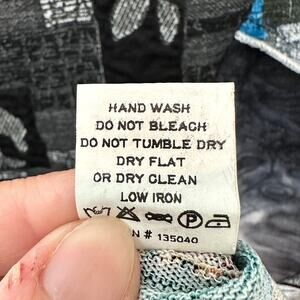 HAND WASH
DO NOT BLEACH
DO NOT TUMBLE DRY
DRY FLAT
OR DRY CLEAN
LOW IRON
P
N # 135040